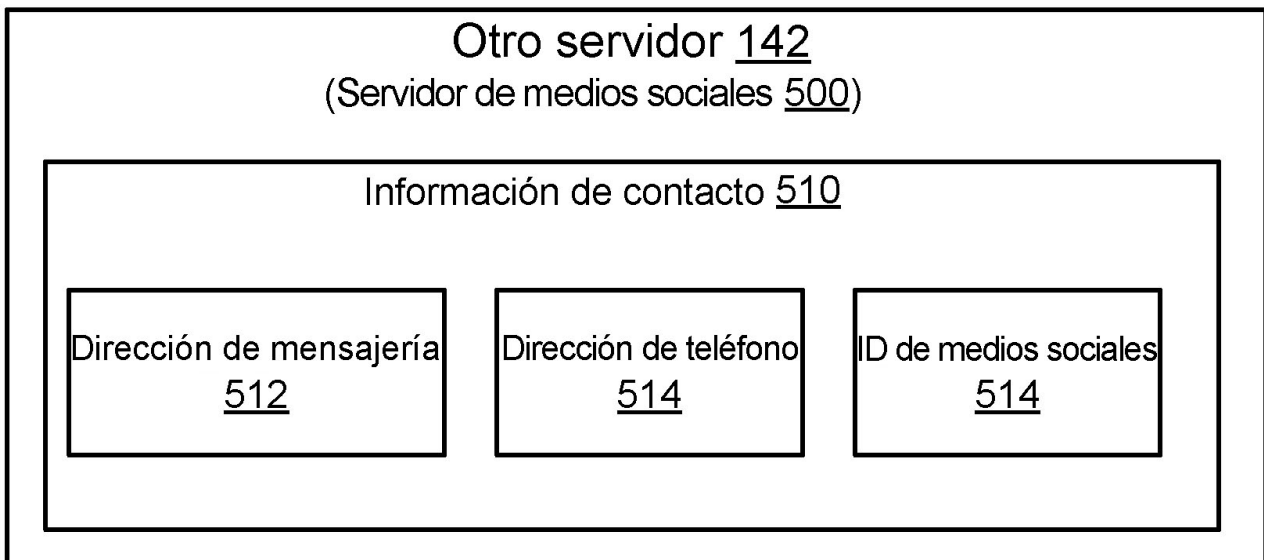 Otro servidor 142
(Servidor de medios sociales 500)
Información de contacto 510
Dirección de mensajería
512
Dirección de teléfono
514
ID de medios sociales
514